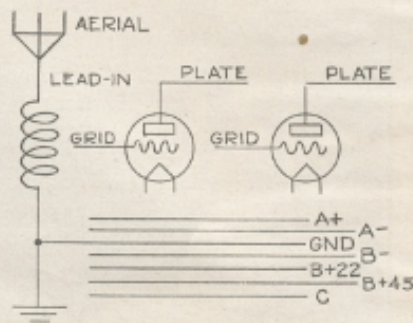 AERIAL
LEAD-IN
PLATE
PLATE
GRID
GRID
A+
A-
GND
B-
B+22
B+45
C